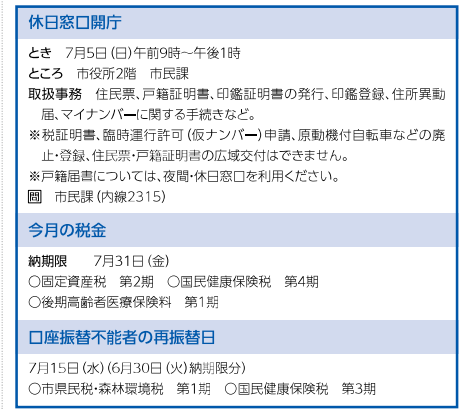 休日窓口開庁
とき　7月5日(日)午前9時～午後1時
ところ　市役所2階　市民課
取扱事務　住民票、戸籍証明書、印鑑証明書の発行、印鑑登録、住所異動
届、マイナンバーに関する手続きなど。
※税証明書、臨時運行許可(仮ナンバー)申請、原動機付自転車などの廃
止・登録、住民票・戸籍証明書の広域交付はできません。
※戸籍届書については、夜間・休日窓口を利用ください。
問　市民課(内線2315)
今月の税金
納期限　7月31日(金)
○固定資産税　第2期　○国民健康保険税　第4期
○後期高齢者医療保険料　第1期
口座振替不能者の再振替日
7月15日(水)(6月30日(火)納期限分)
○市県民税・森林環境税　第1期　○国民健康保険税　第3期